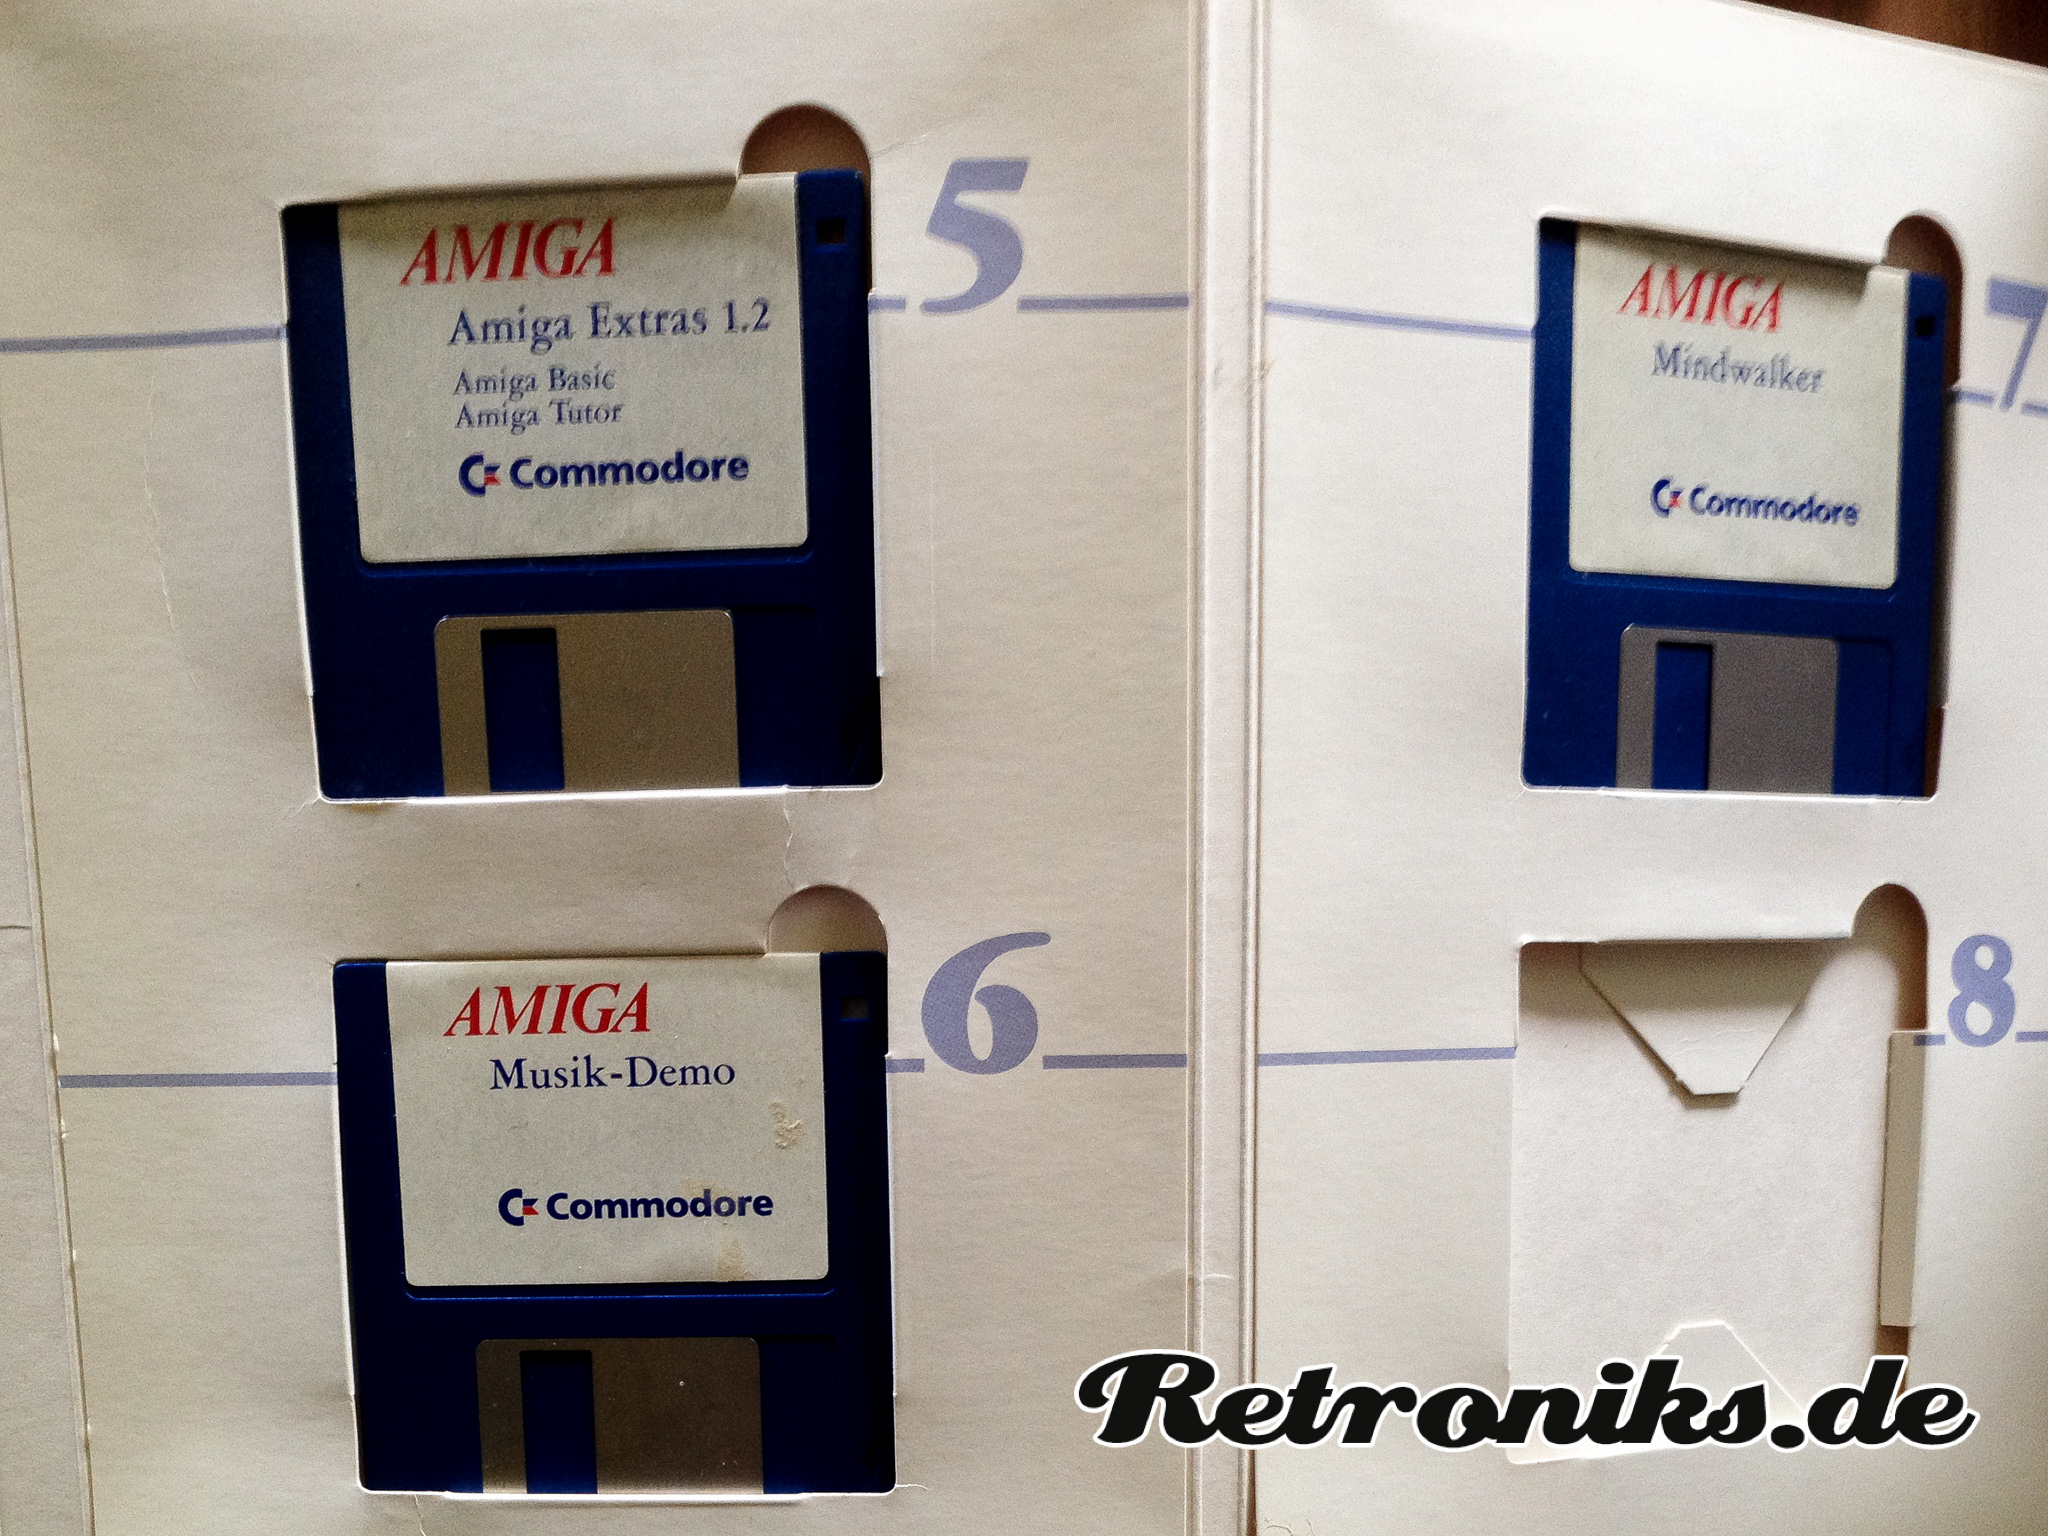 AMIGA
Amiga Extras 1.2
Amiga Basic
Amiga Tutor
Commodore
5
AMIGA
Musik-Demo
Commodore
6
AMIGA
Mindwalker
Commodore
7
8
Retroniks.de